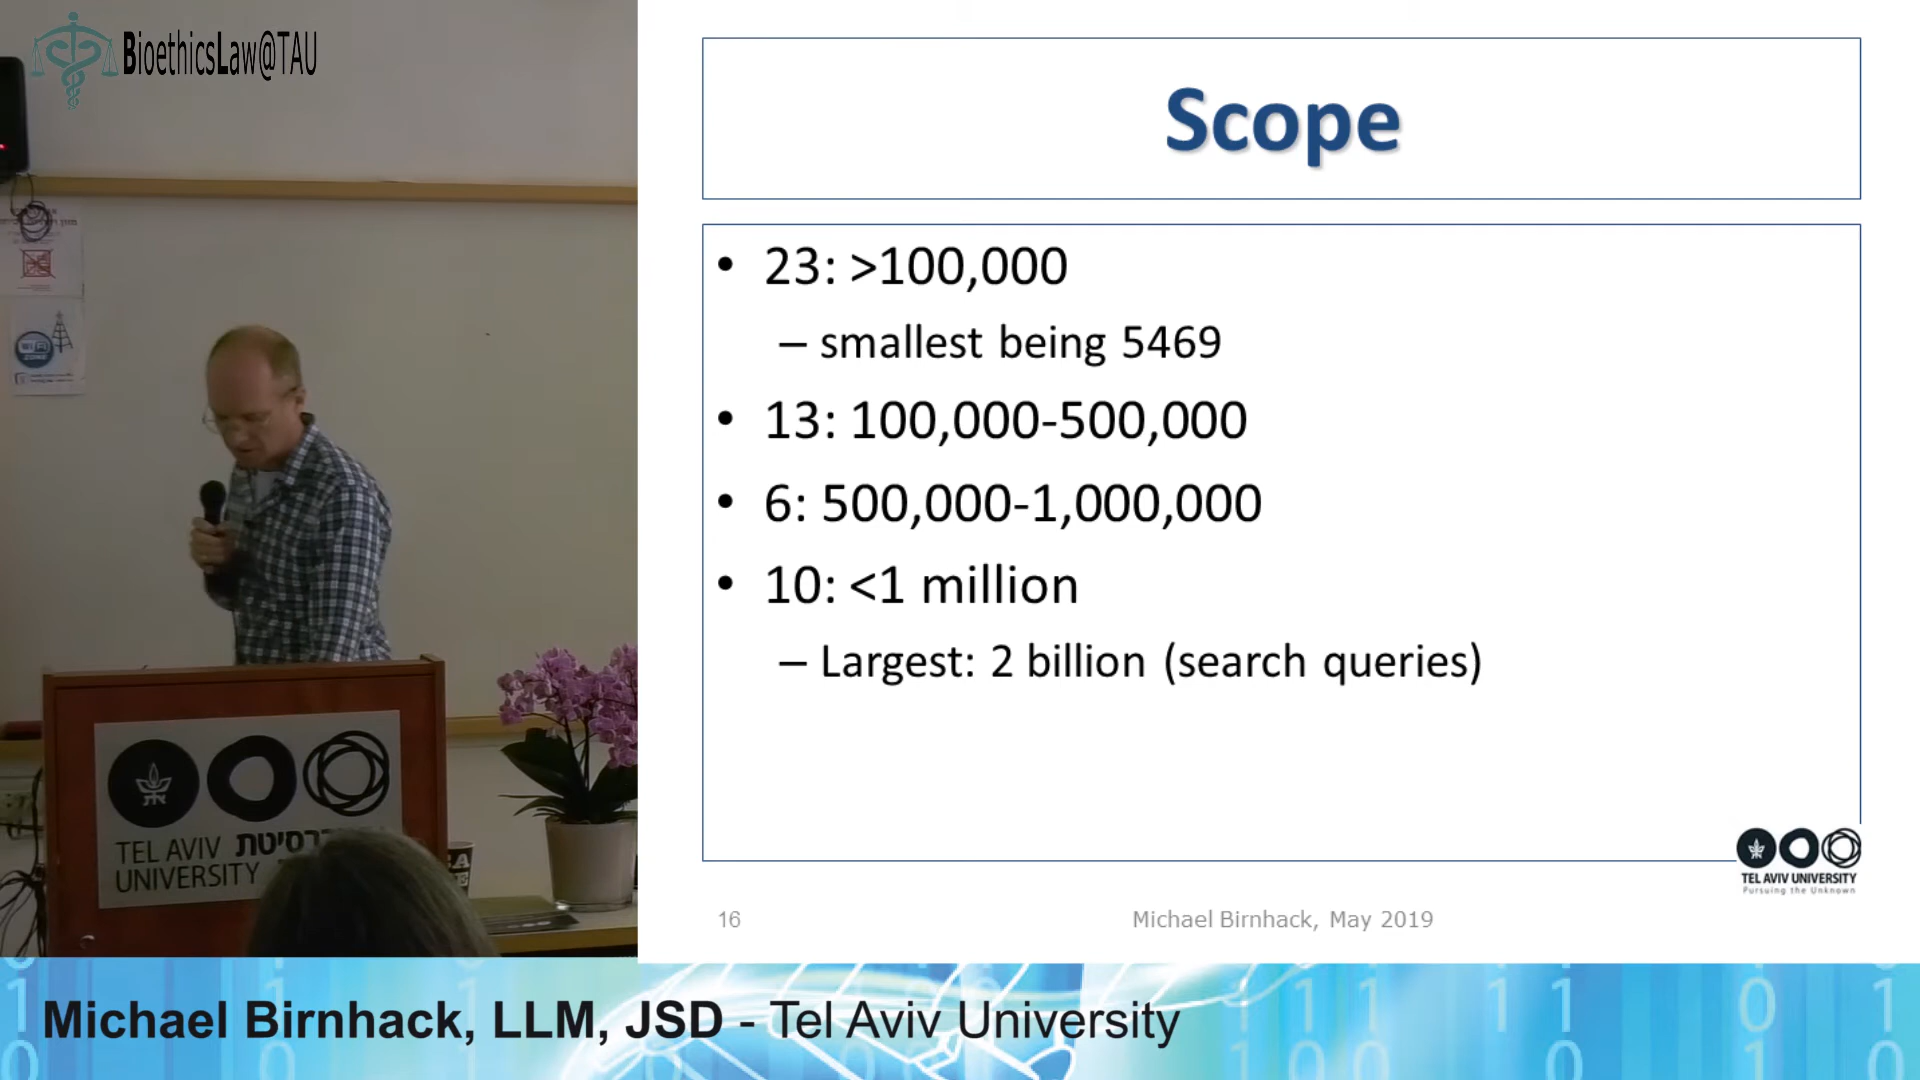 BioethicsLaw@TAU
Scope
• 23: >100,000
– smallest being 5469
• 13: 100,000-500,000
• 6: 500,000-1,000,000
• 10: <1 million
– Largest: 2 billion (search queries)
TEL AVIV UNIVERSITY
Pursuing the Unknown
16
Michael Birnhack, May 2019
TEL AVIV
UNIVERSITY
Michael Birnhack, LLM, JSD - Tel Aviv University